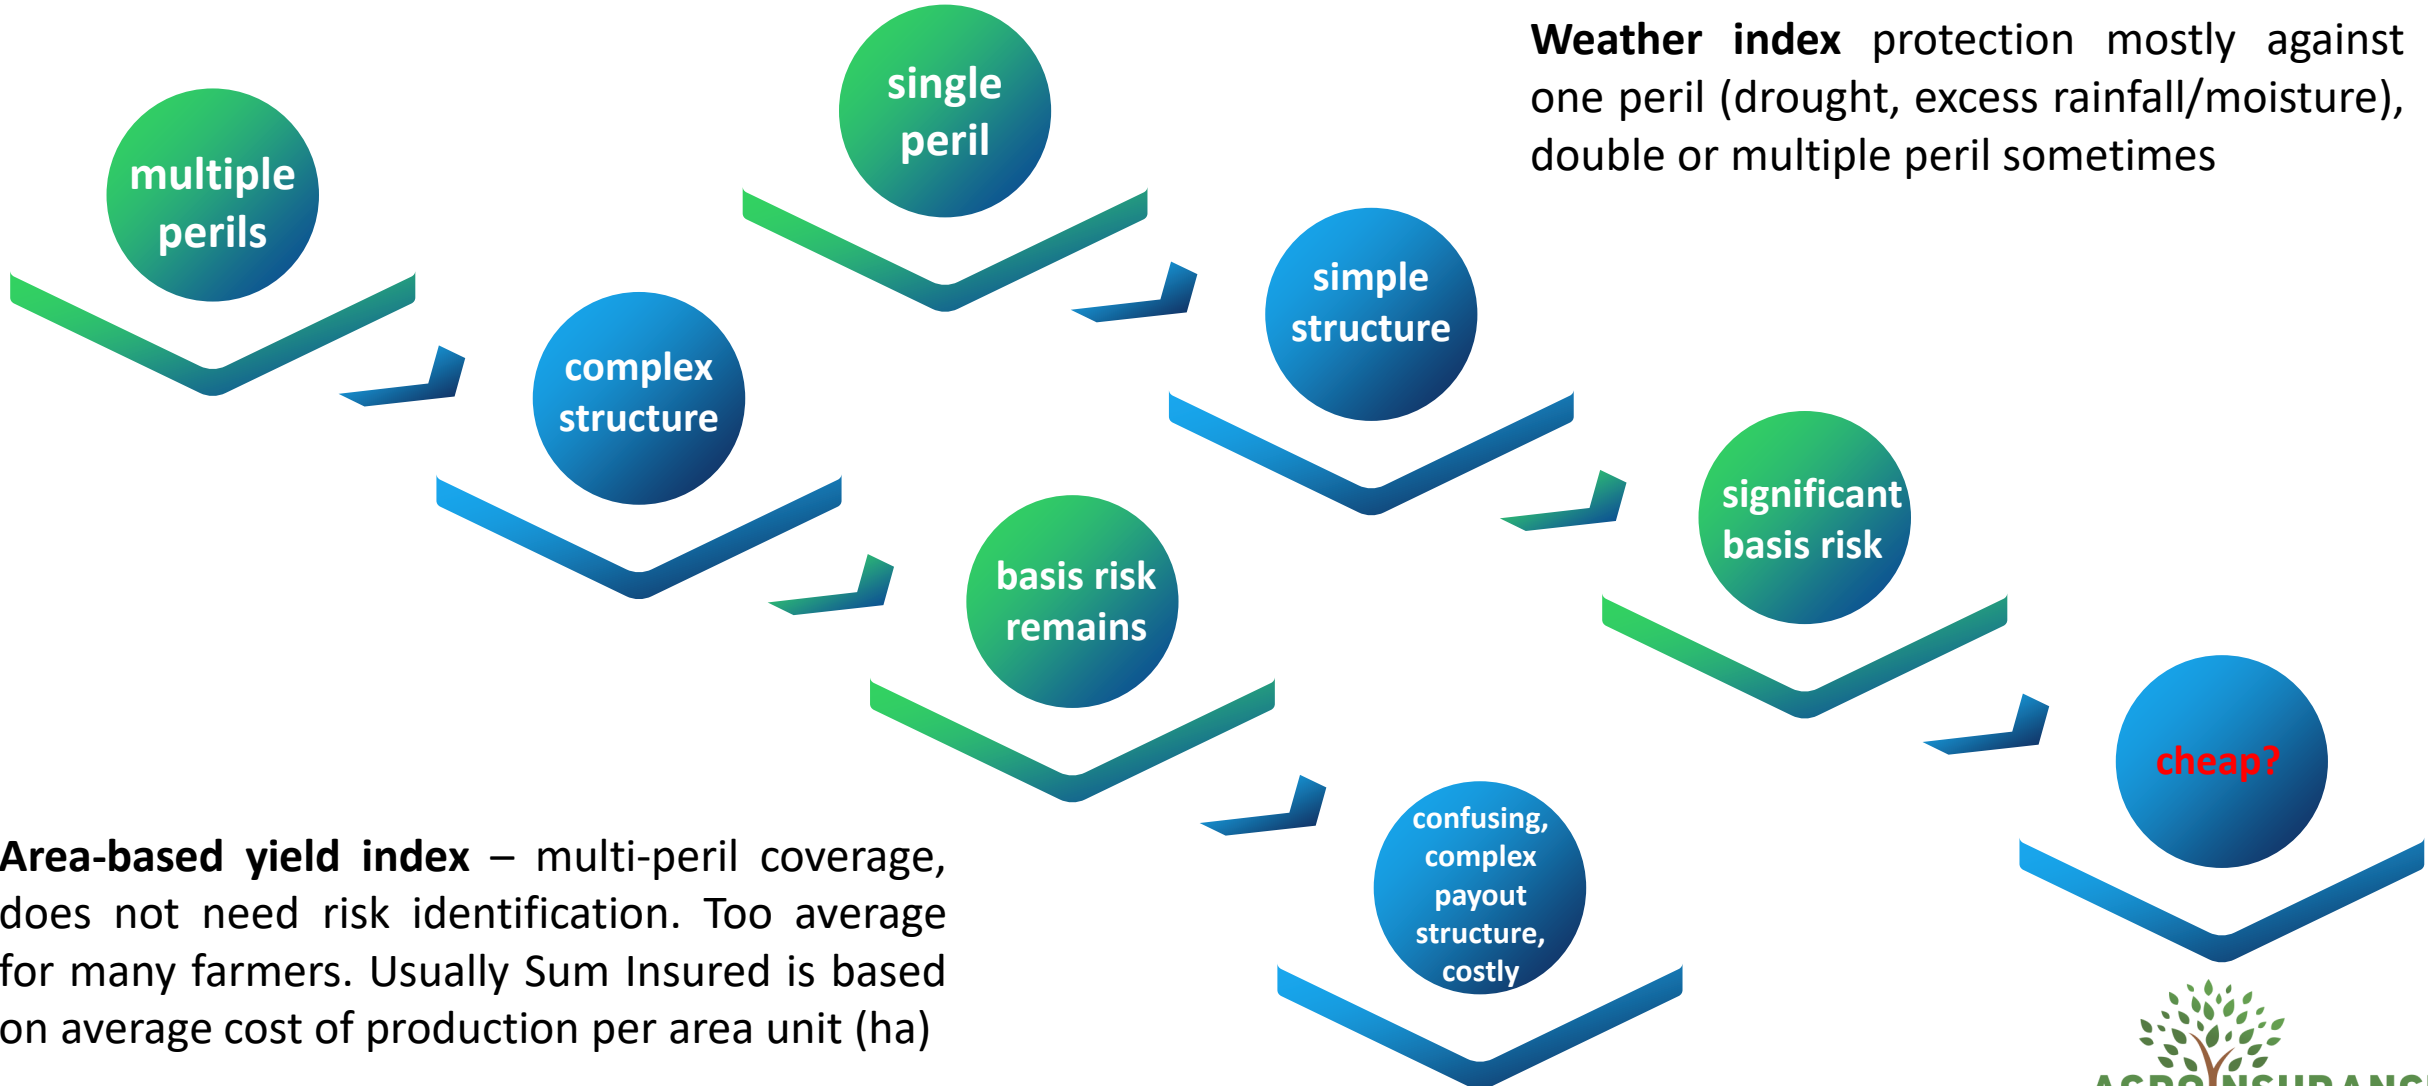 Weather index protection mostly against
one peril (drought, excess rainfall/moisture),
double or multiple peril sometimes
single
peril
multiple
perils
simple
structure
complex
structure
significant
basis risk
basis risk
remains
cheap?
confusing,
complex
payout
structure,
costly
Area-based yield index – multi-peril coverage,
does not need risk identification. Too average
for many farmers. Usually Sum Insured is based
on average cost of production per area unit (ha)
AGROINSURANCE